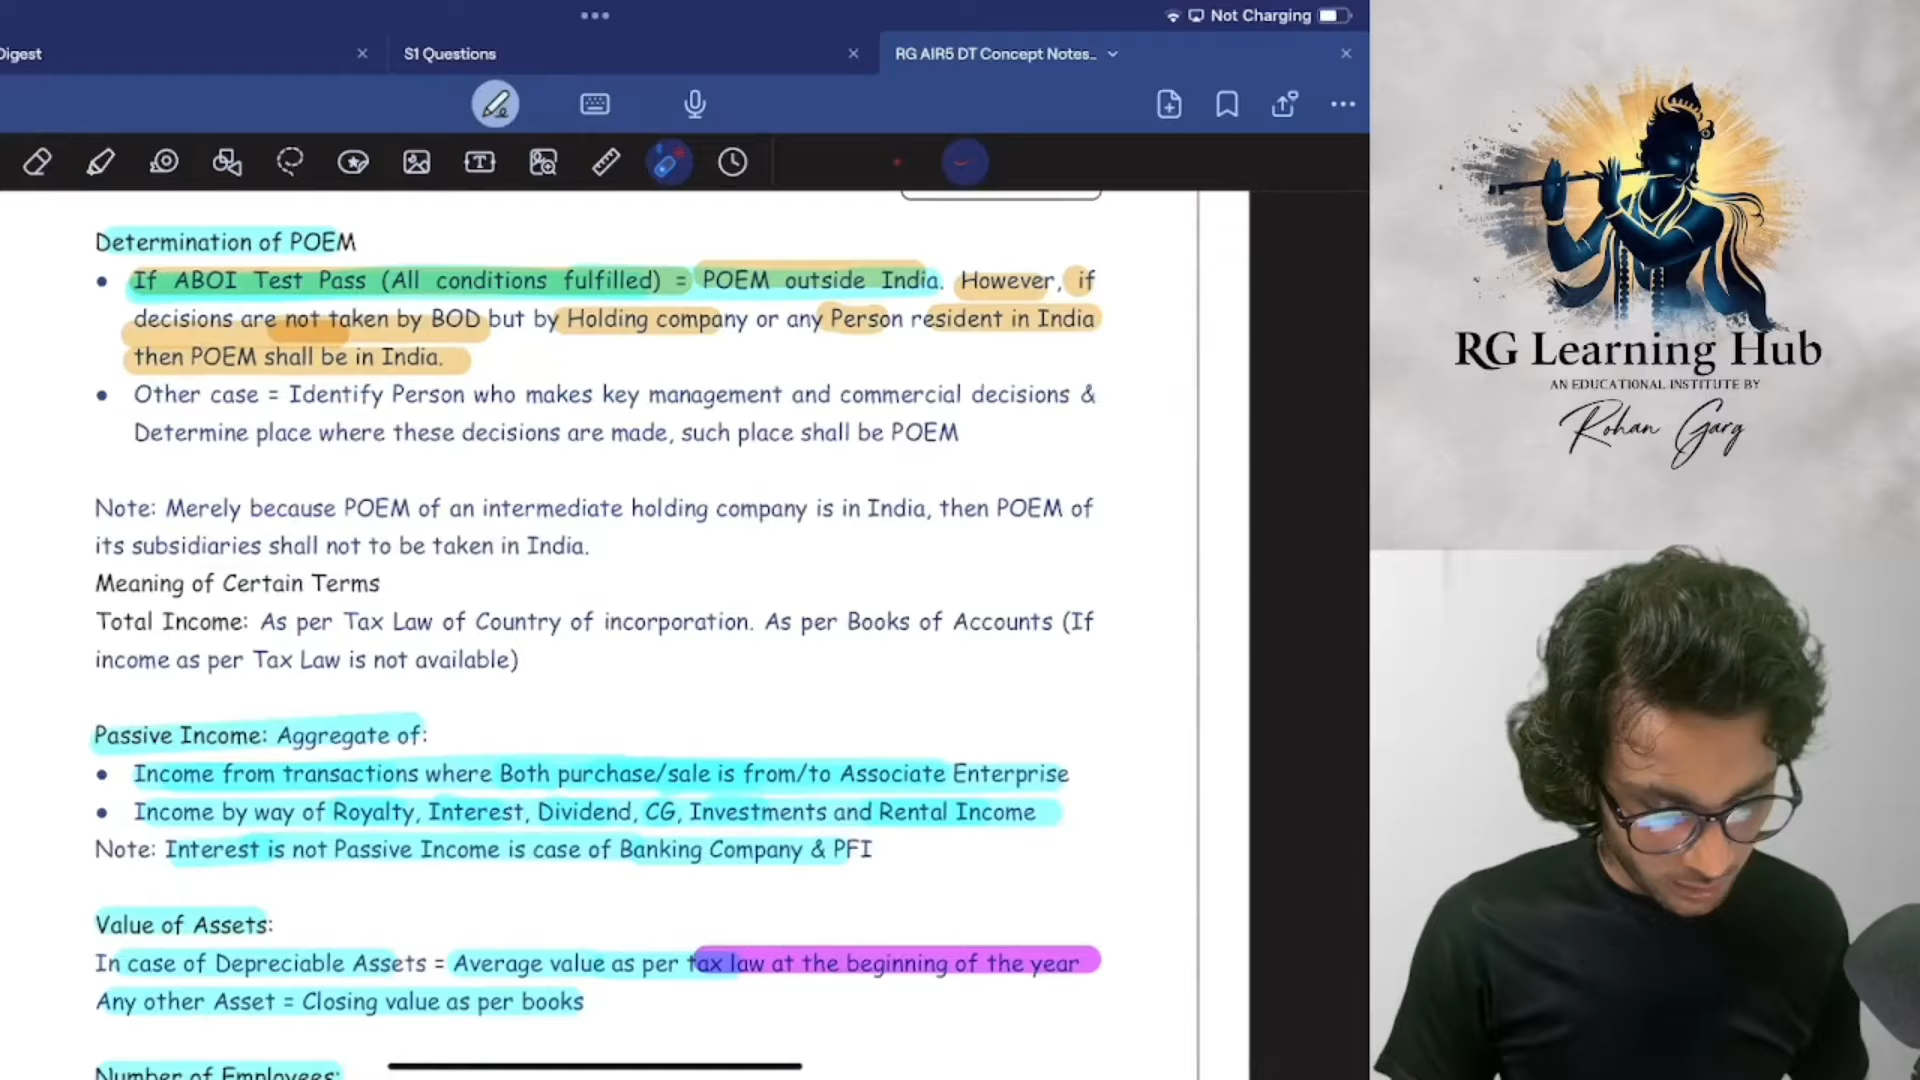 Not Charging
Digest
S1 Questions
RG AIR5 DT Concept Notes..
Determination of POEM
• If ABOI Test Pass (All conditions fulfilled) = POEM outside India. However, if
decisions are not taken by BOD but by Holding company or any Person resident in India
then POEM shall be in India.
• Other case = Identify Person who makes key management and commercial decisions &
Determine place where these decisions are made, such place shall be POEM
Note: Merely because POEM of an intermediate holding company is in India, then POEM of
its subsidiaries shall not to be taken in India.
Meaning of Certain Terms
Total Income: As per Tax Law of Country of incorporation. As per Books of Accounts (If
income as per Tax Law is not available)
Passive Income: Aggregate of:
• Income from transactions where Both purchase/sale is from/to Associate Enterprise
• Income by way of Royalty, Interest, Dividend, CG, Investments and Rental Income
Note: Interest is not Passive Income is case of Banking Company & PFI
Value of Assets:
In case of Depreciable Assets = Average value as per tax law at the beginning of the year
Any other Asset = Closing value as per books
Number of Employees:
RG Learning Hub
AN EDUCATIONAL INSTITUTE BY
Rohan Garg